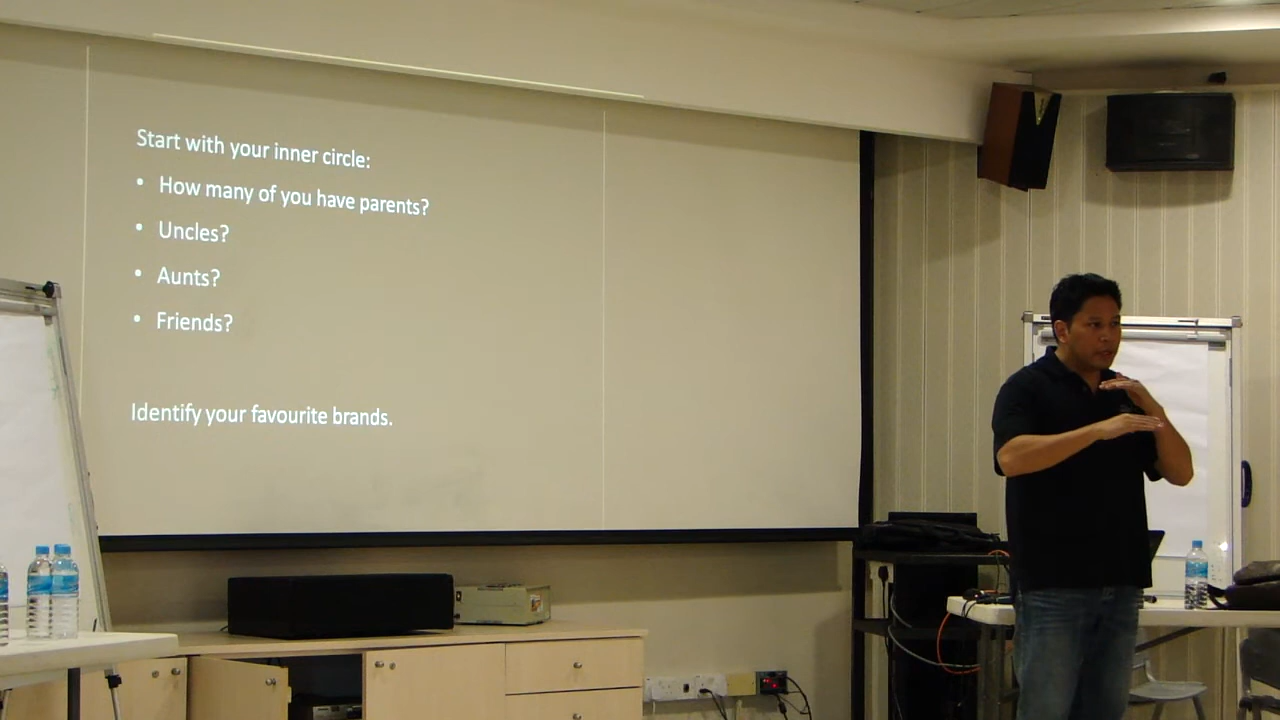 Start with your inner circle:
• How many of you have parents?
• Uncles?
• Aunts?
• Friends?
Identify your favourite brands.